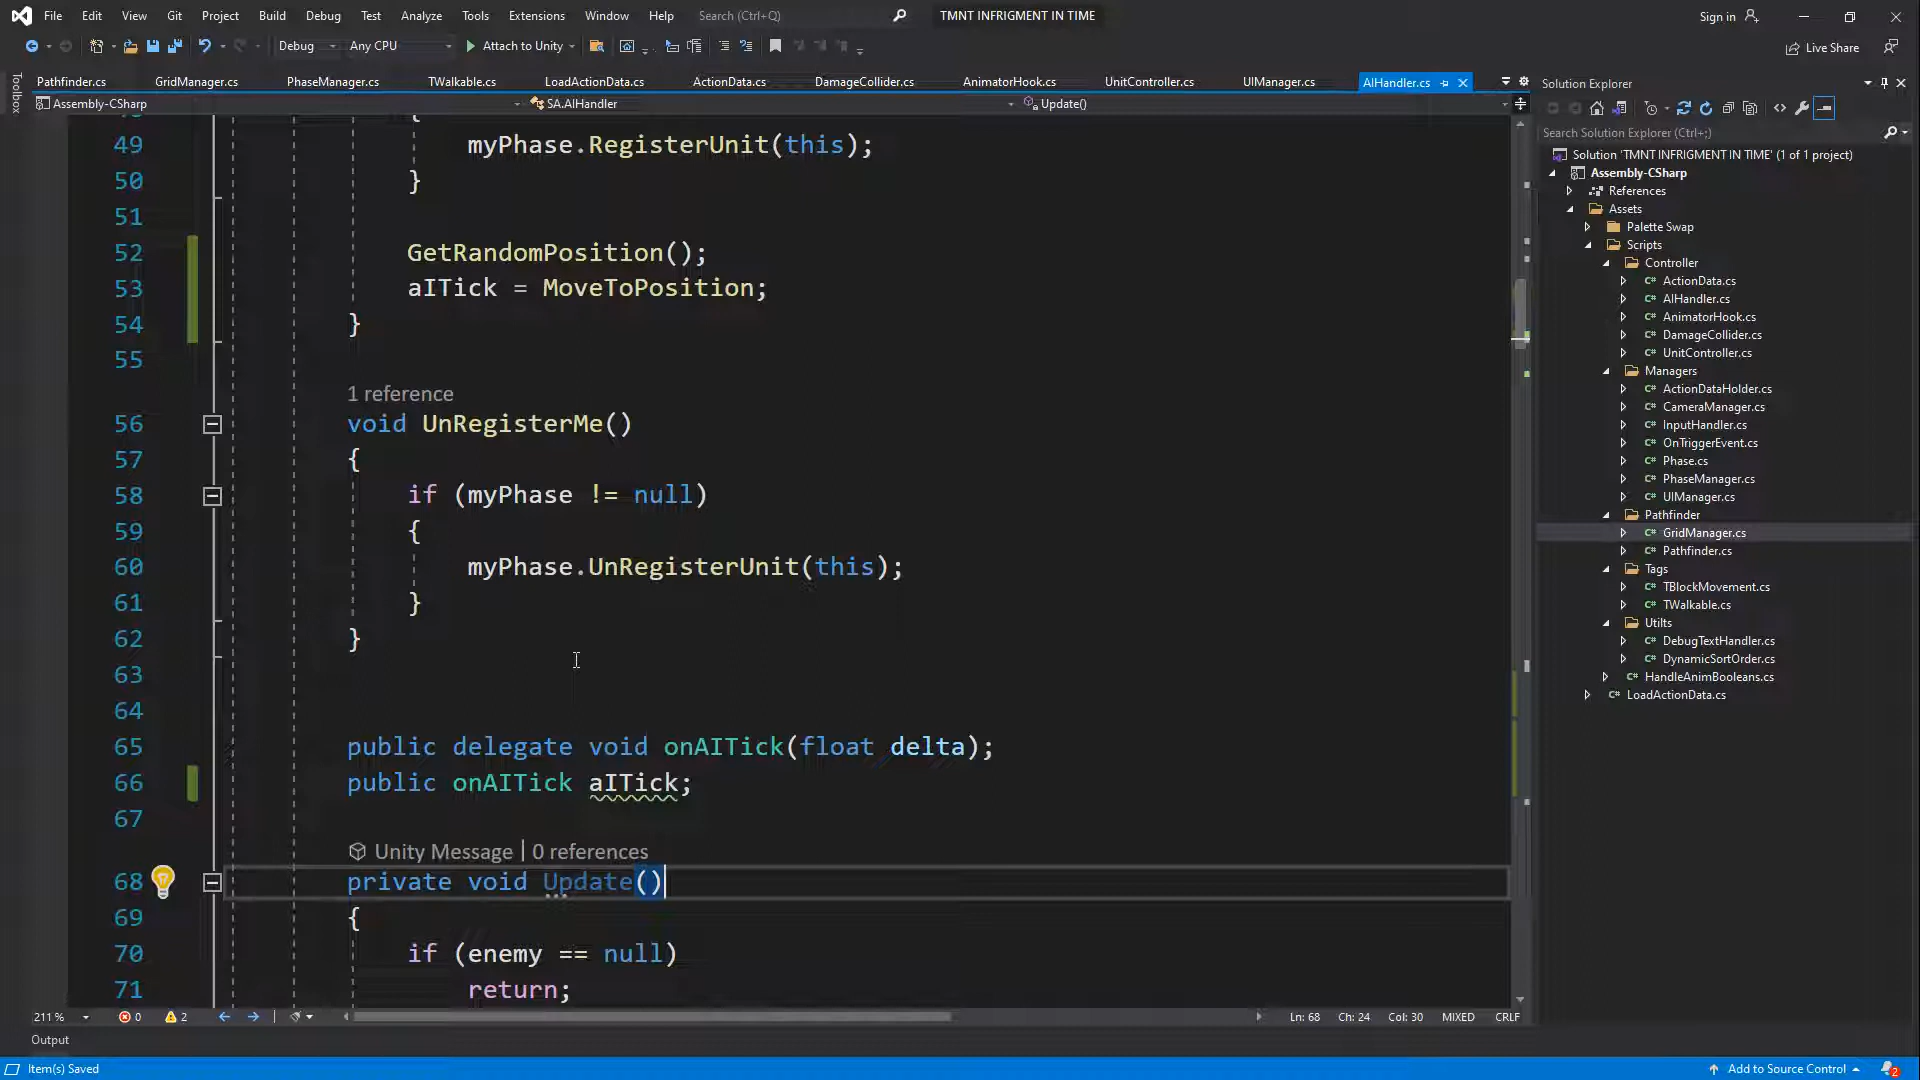 File Edit View Git Project Build Debug Test Analyze Tools Extensions Window Help Search (Ctrl+Q) TMNT INFRIGMENT IN TIME Sign in
Debug Any CPU Attach to Unity Live Share
Toolbox
Pathfinder.cs GridManager.cs PhaseManager.cs TWalkable.cs LoadActionData.cs ActionData.cs DamageCollider.cs AnimatorHook.cs UnitController.cs UIManager.cs AIHandler.cs
Assembly-CSharp SA.AIHandler Update()
49 myPhase.RegisterUnit(this);
50 }
51
52 GetRandomPosition();
53 aITick = MoveToPosition;
54 }
55
1 reference
56 void UnRegisterMe()
57 {
58 if (myPhase != null)
59 {
60 myPhase.UnRegisterUnit(this);
61 }
62 }
63
64
65 public delegate void onAITick(float delta);
66 public onAITick aITick;
67
Unity Message | 0 references
68 private void Update()
69 {
70 if (enemy == null)
71 return;
211 % 0 2 Ln: 68 Ch: 24 Col: 30 MIXED CRLF
Output
Item(s) Saved Add to Source Control 2
Solution Explorer
Search Solution Explorer (Ctrl+;)
Solution 'TMNT INFRIGMENT IN TIME' (1 of 1 project)
Assembly-CSharp
References
Assets
Palette Swap
Scripts
Controller
C# ActionData.cs
C# AIHandler.cs
C# AnimatorHook.cs
C# DamageCollider.cs
C# UnitController.cs
Managers
C# ActionDataHolder.cs
C# CameraManager.cs
C# InputHandler.cs
C# OnTriggerEvent.cs
C# Phase.cs
C# PhaseManager.cs
C# UIManager.cs
Pathfinder
C# GridManager.cs
C# Pathfinder.cs
Tags
C# TBlockMovement.cs
C# TWalkable.cs
Utilts
C# DebugTextHandler.cs
C# DynamicSortOrder.cs
C# HandleAnimBooleans.cs
C# LoadActionData.cs